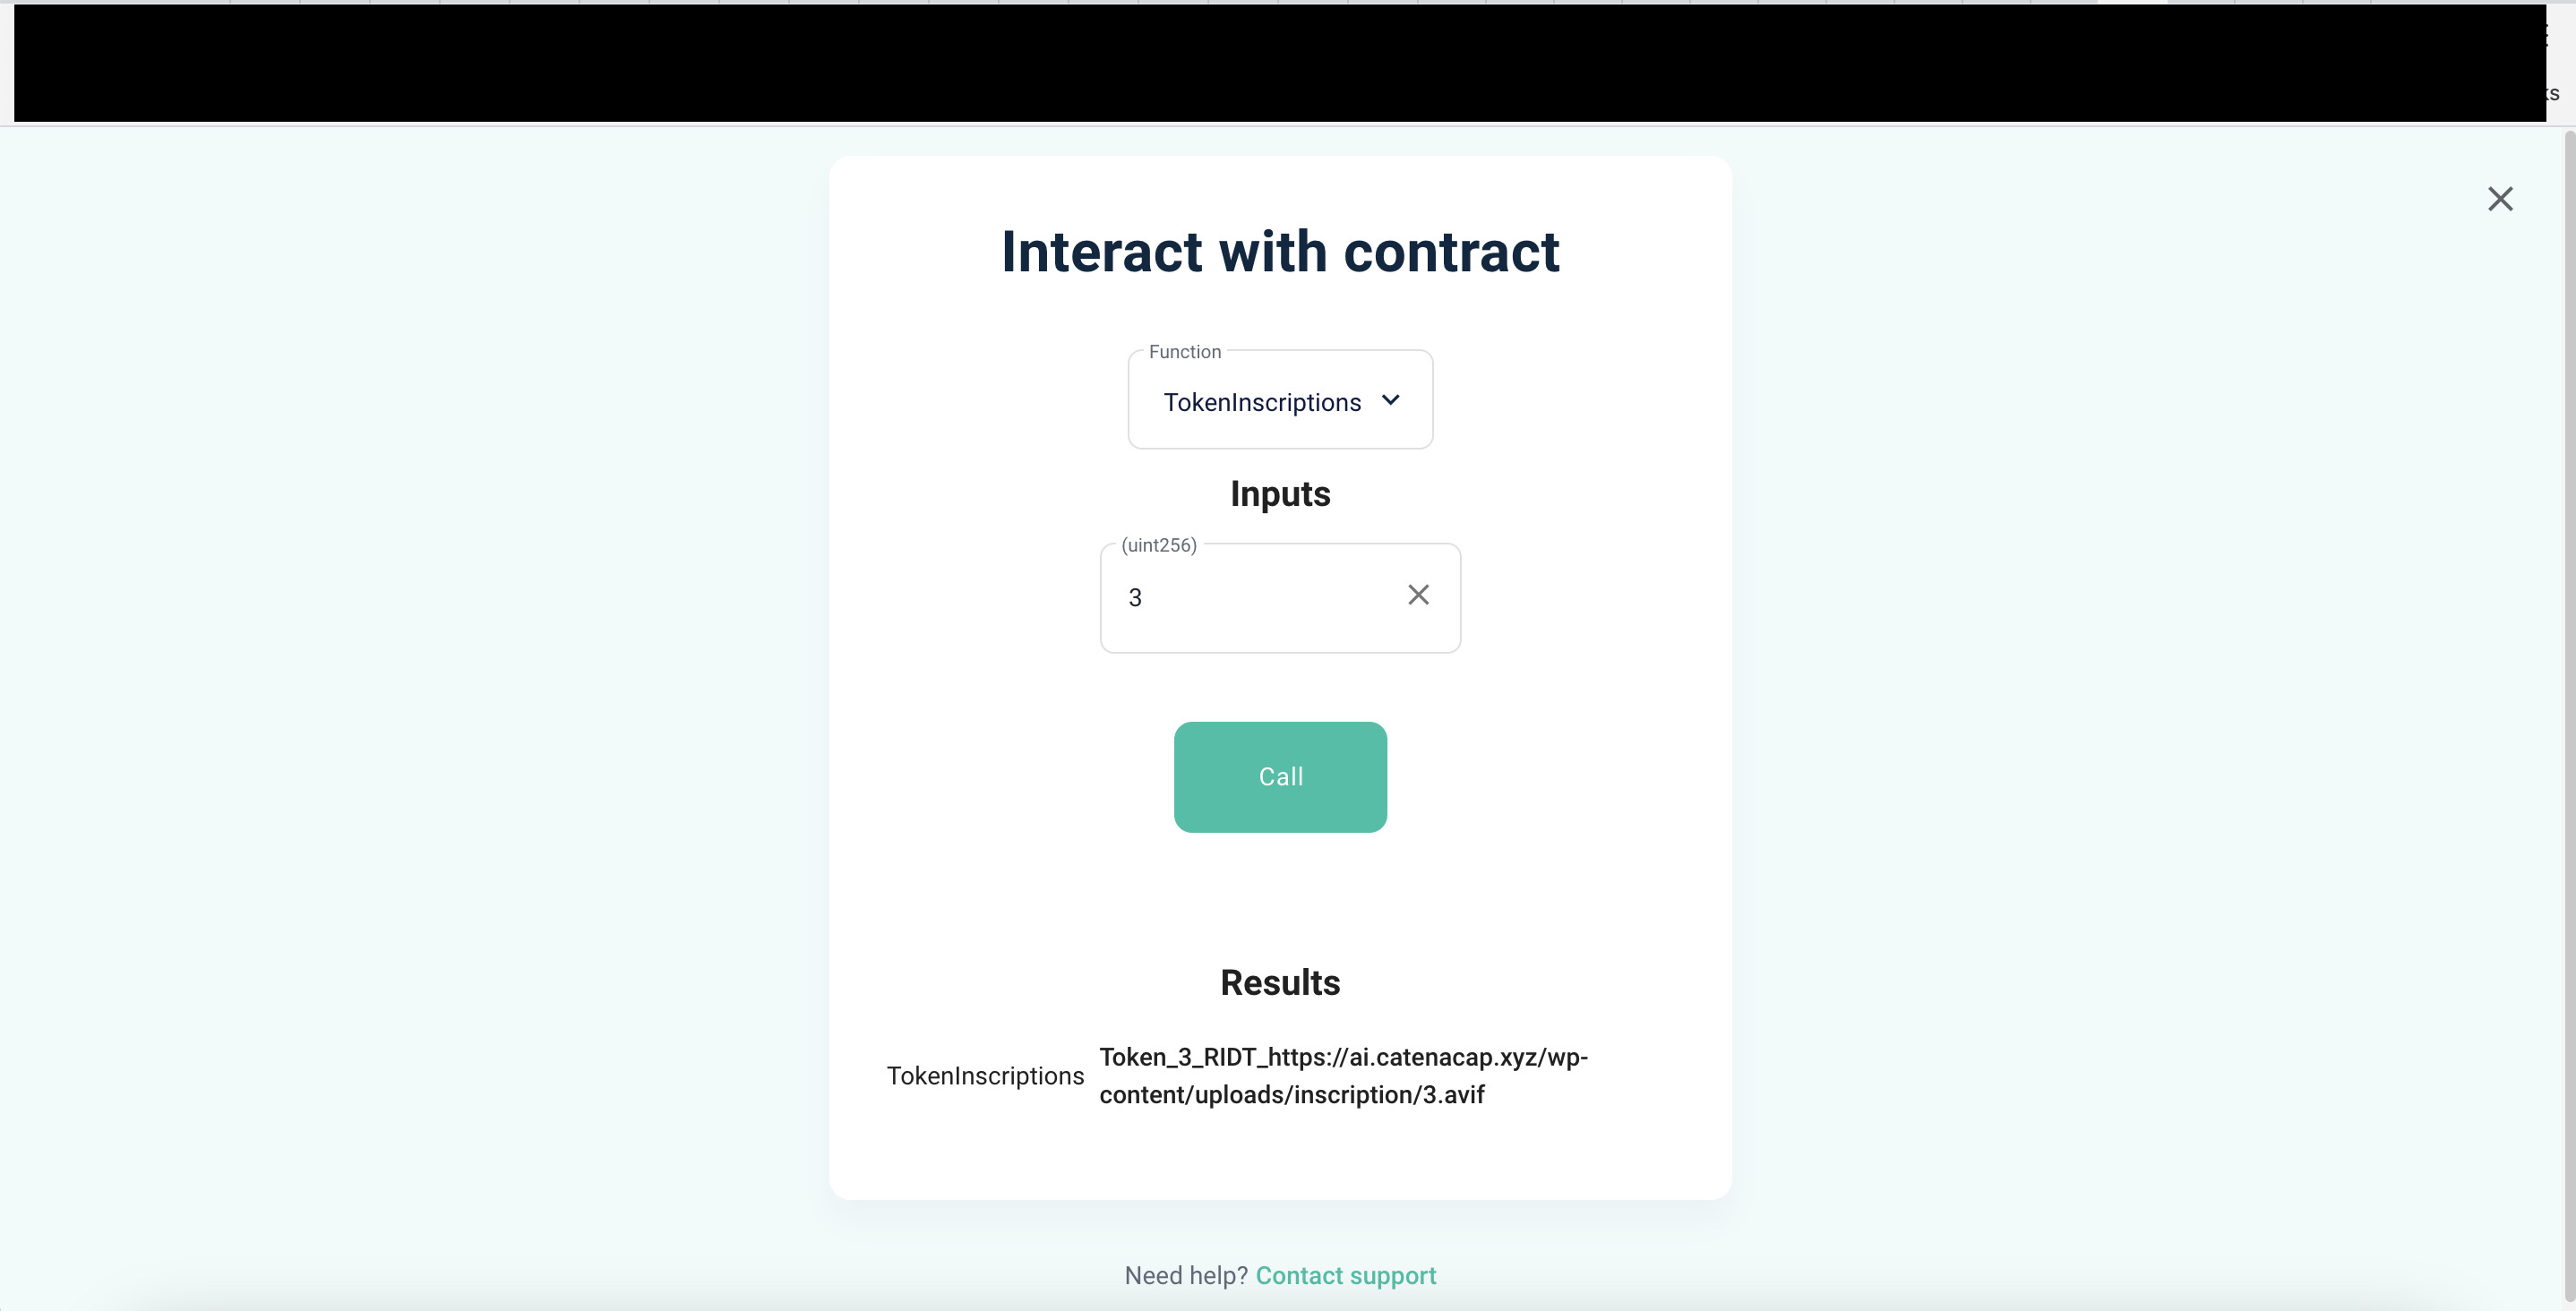 Interact with contract
Function
TokenInscriptions
Inputs
(uint256)
3
Call
Results
TokenInscriptions
Token_3_RIDT_https://ai.catenacap.xyz/wp-
content/uploads/inscription/3.avif
Need help? Contact support